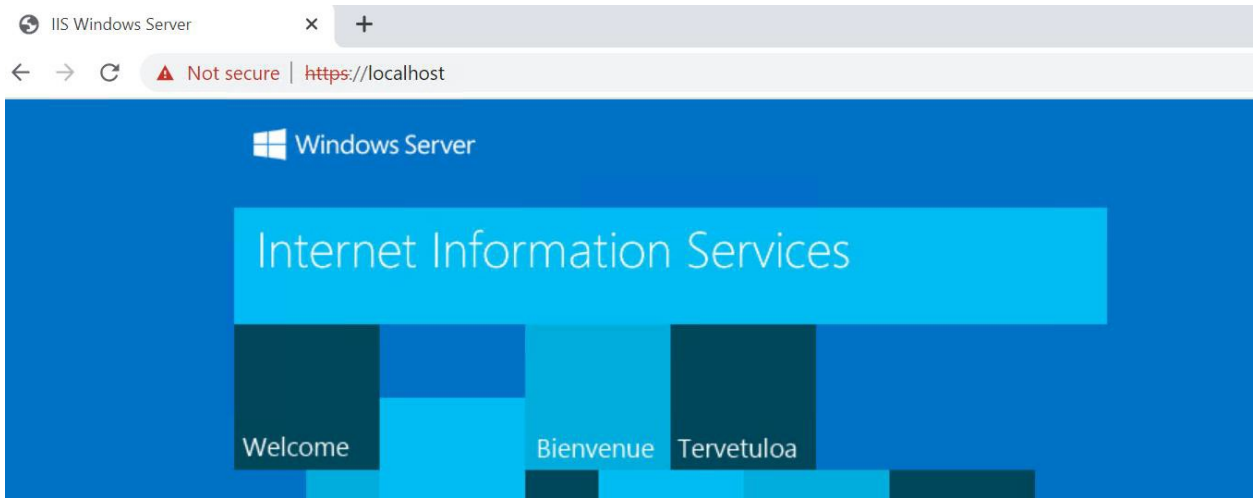 IIS Windows Server
Not secure | https://localhost
Windows Server
Internet Information Services
Welcome
Bienvenue
Tervetuloa